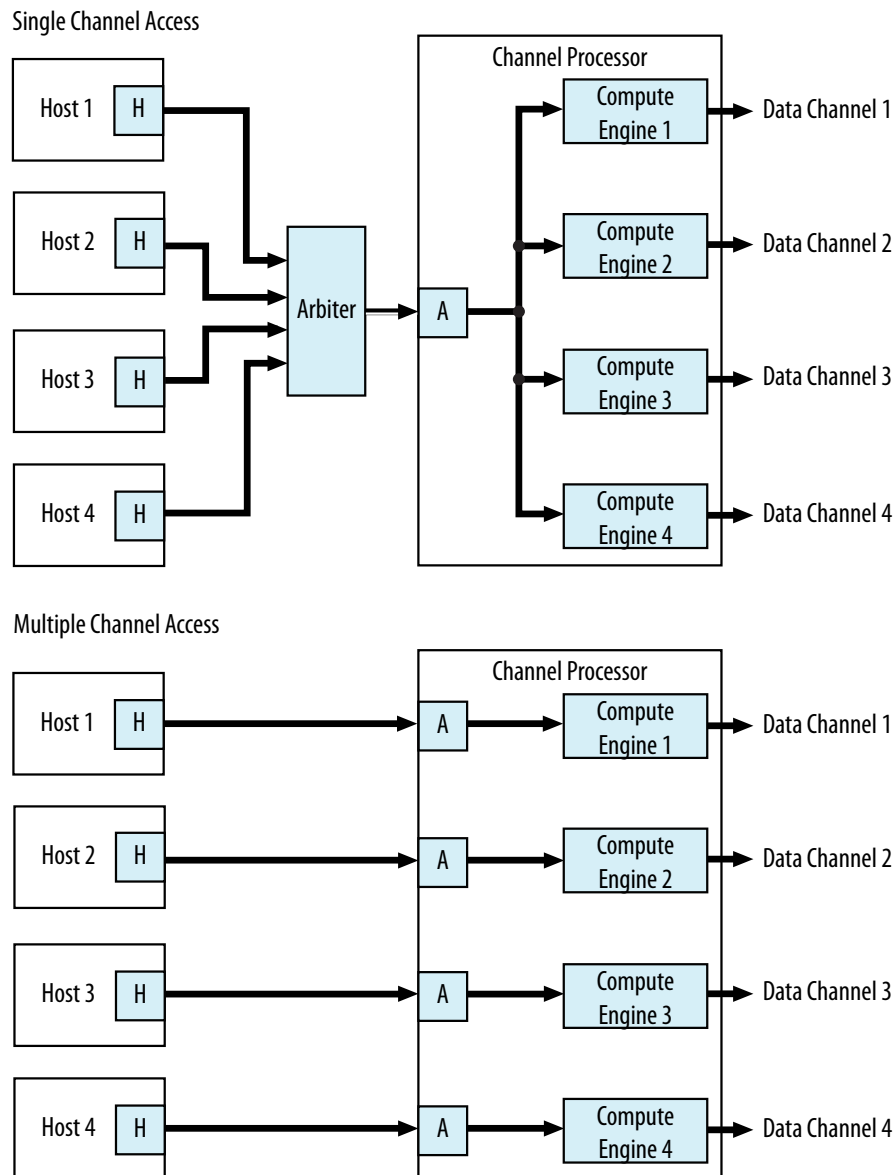 Single Channel Access
Channel Processor
Host 1
H
Compute
Engine 1
Data Channel 1
Host 2
H
Compute
Engine 2
Data Channel 2
Arbiter
A
Host 3
H
Compute
Engine 3
Data Channel 3
Host 4
H
Compute
Engine 4
Data Channel 4
Multiple Channel Access
Channel Processor
Host 1
H
A
Compute
Engine 1
Data Channel 1
Host 2
H
A
Compute
Engine 2
Data Channel 2
Host 3
H
A
Compute
Engine 3
Data Channel 3
Host 4
H
A
Compute
Engine 4
Data Channel 4